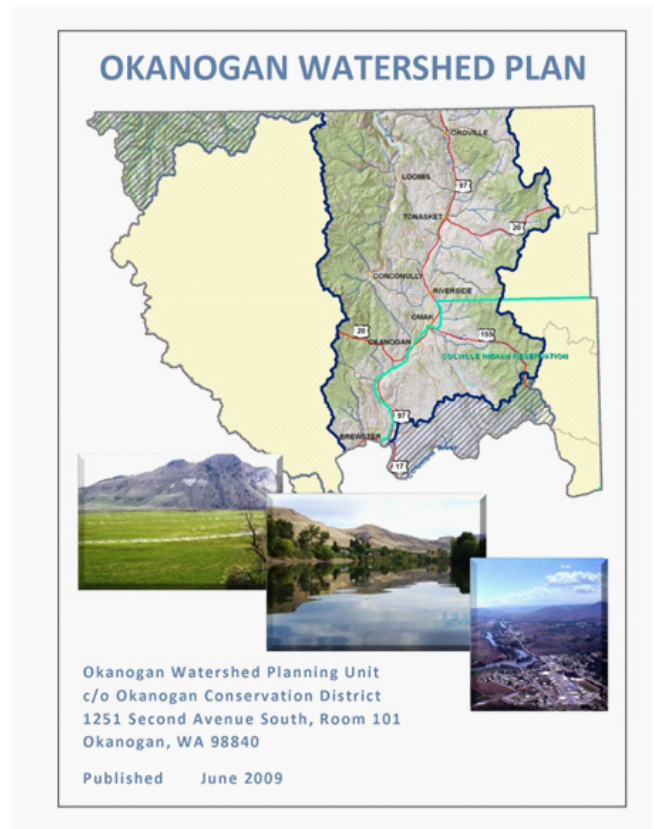 OKANOGAN WATERSHED PLAN
OROVILLE
LOOMIS
97
TONASKET
20
CONCONULLY
RIVERSIDE
OMAK
20
155
OKANOGAN
COLVILLE INDIAN RESERVATION
97
BREWSTER
17
Columbia River
Okanogan Watershed Planning Unit
c/o Okanogan Conservation District
1251 Second Avenue South, Room 101
Okanogan, WA 98840
Published June 2009